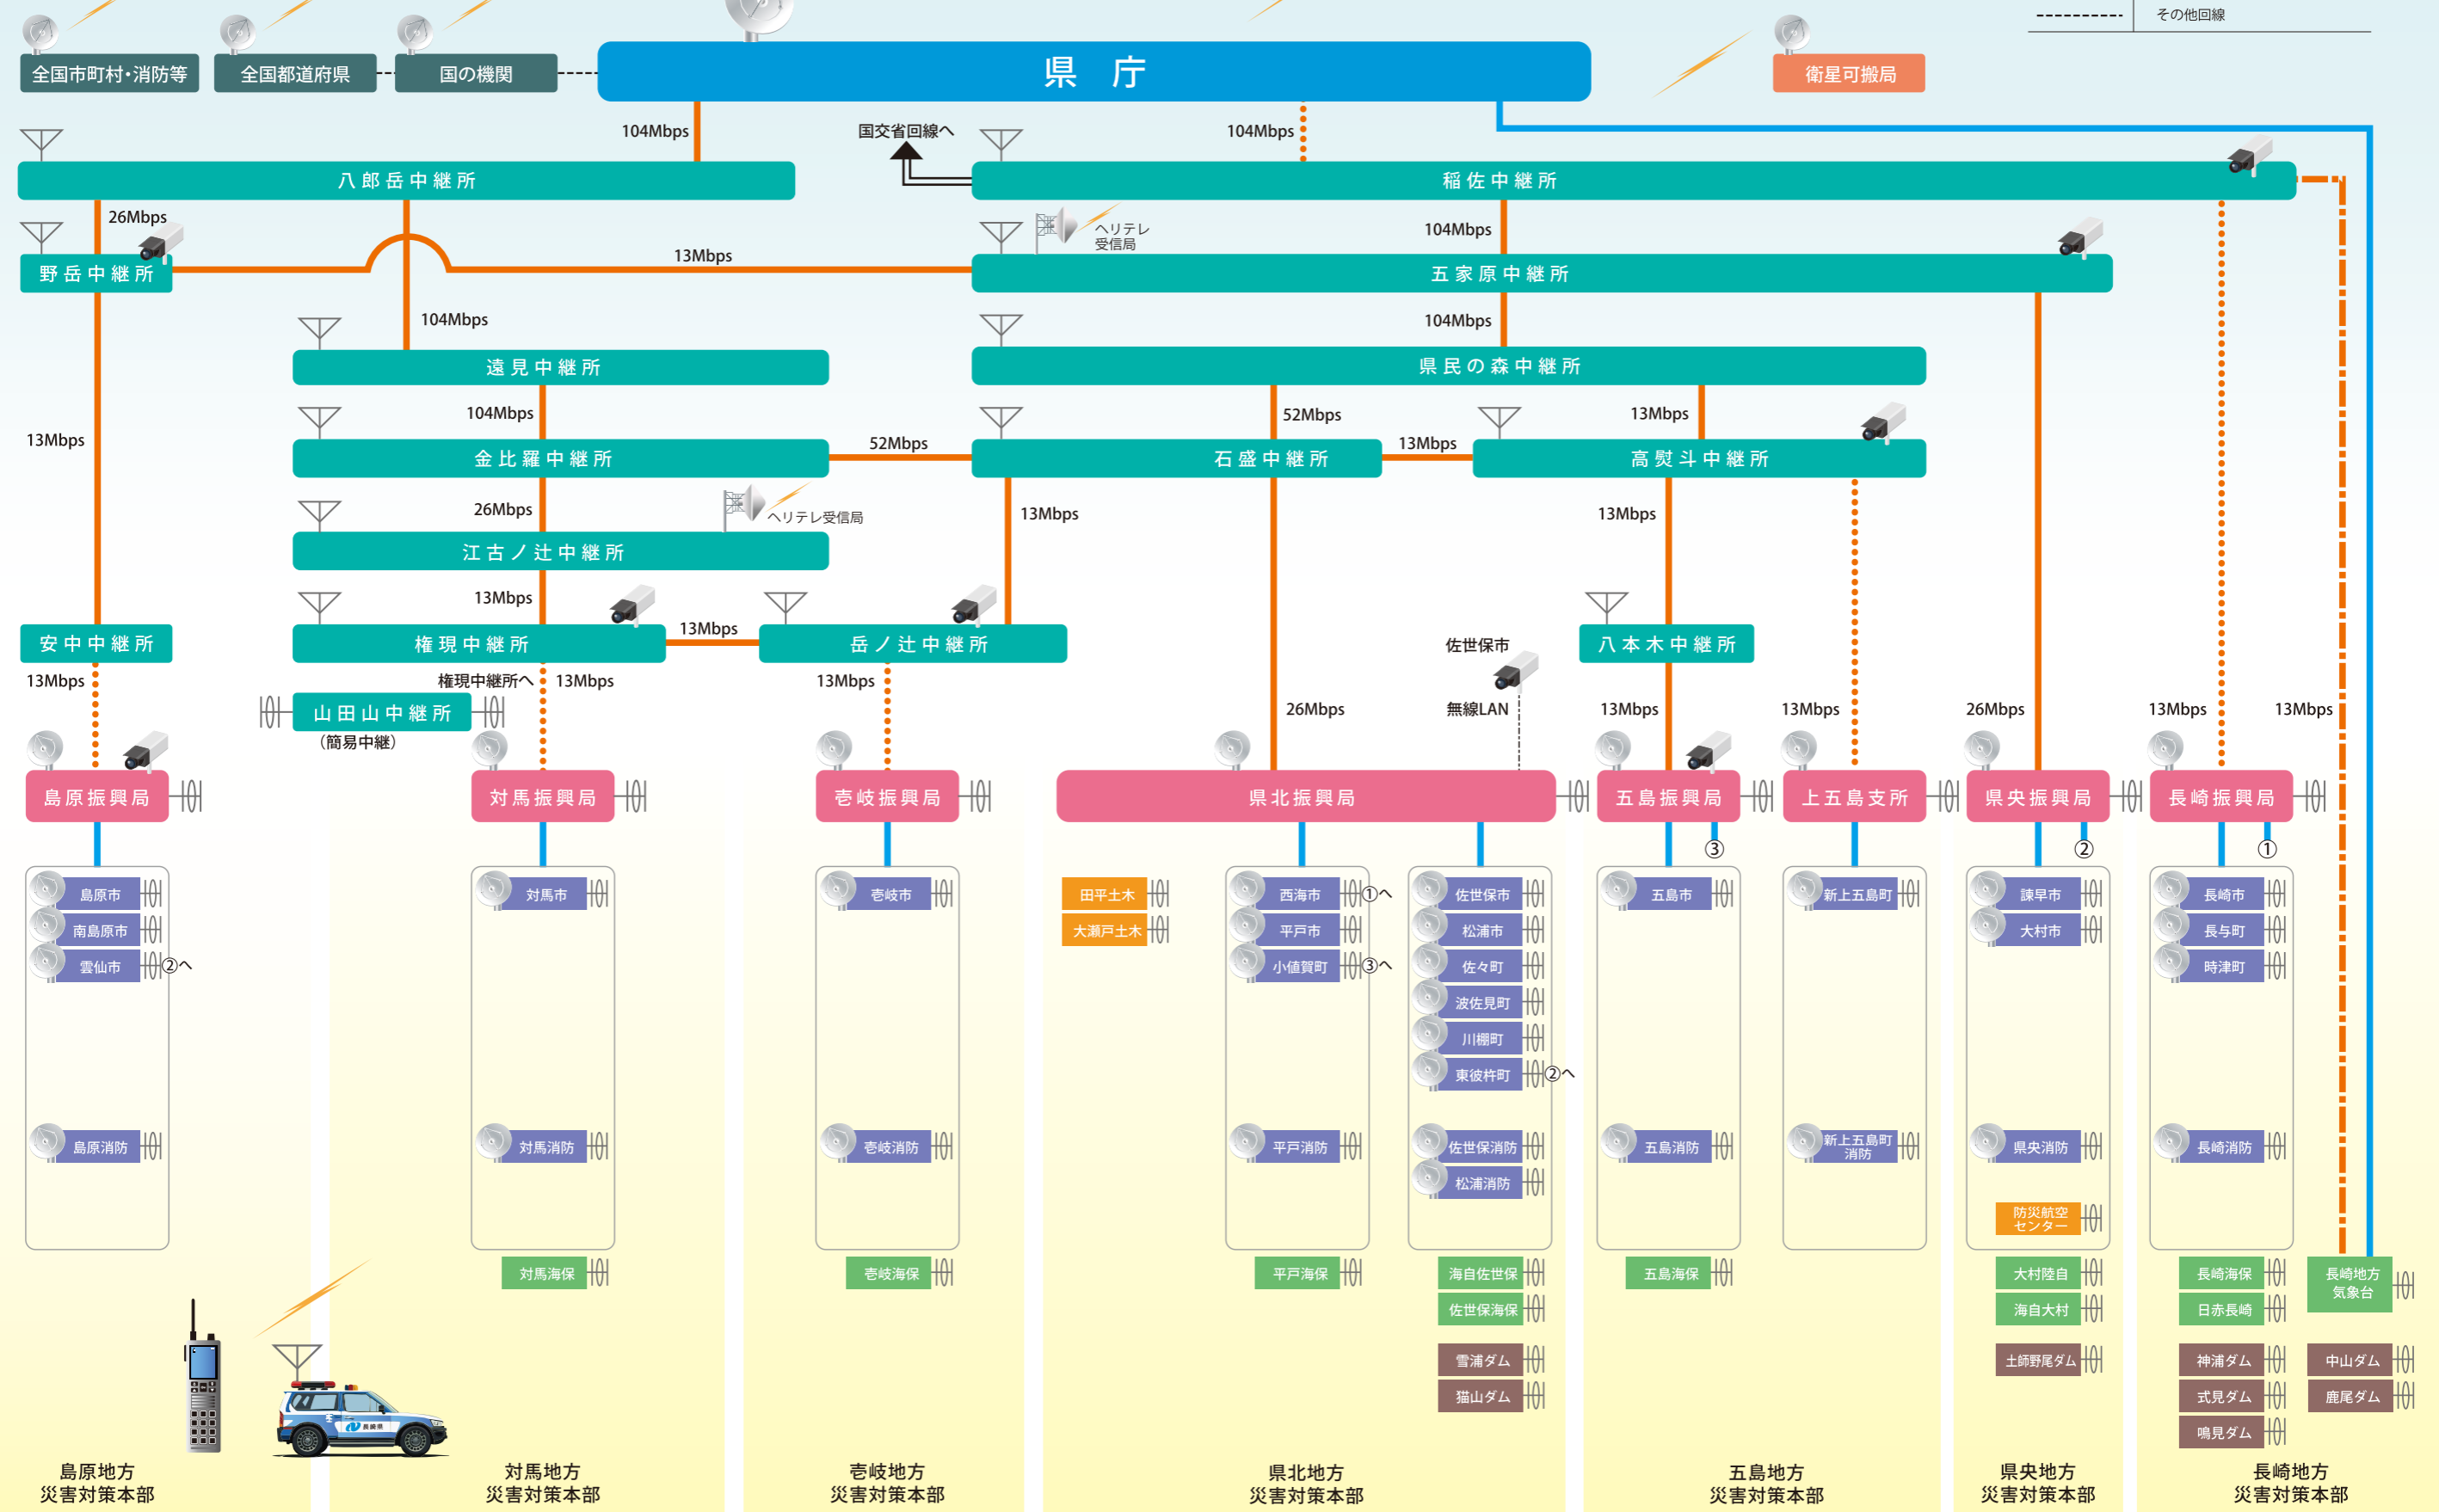 その他回線
全国市町村・消防等
全国都道府県
国の機関
県 庁
衛星可搬局
104Mbps
国交省回線へ
104Mbps
八郎岳中継所
稲佐中継所
26Mbps
104Mbps
ヘリテレ
受信局
野岳中継所
13Mbps
五家原中継所
104Mbps
104Mbps
遠見中継所
県民の森中継所
13Mbps
104Mbps
52Mbps
52Mbps
13Mbps
13Mbps
金比羅中継所
石盛中継所
高熨斗中継所
26Mbps
ヘリテレ受信局
13Mbps
13Mbps
江古ノ辻中継所
13Mbps
13Mbps
安中中継所
権現中継所
岳ノ辻中継所
佐世保市
八本木中継所
13Mbps
権現中継所へ
13Mbps
13Mbps
山田山中継所
(簡易中継)
26Mbps
無線LAN
13Mbps
13Mbps
26Mbps
13Mbps
13Mbps
島原振興局
対馬振興局
壱岐振興局
県北振興局
五島振興局
上五島支所
県央振興局
長崎振興局
③
②
①
島原市
南島原市
雲仙市
②へ
島原消防
対馬市
対馬消防
対馬海保
壱岐市
壱岐消防
壱岐海保
田平土木
大瀬戸土木
西海市
①へ
平戸市
小値賀町
③へ
平戸消防
平戸海保
佐世保市
松浦市
佐々町
波佐見町
川棚町
東彼杵町
②へ
佐世保消防
松浦消防
海自佐世保
佐世保海保
雪浦ダム
猫山ダム
五島市
五島消防
五島海保
新上五島町
新上五島町
消防
諫早市
大村市
県央消防
防災航空
センター
大村陸自
海自大村
土師野尾ダム
長崎市
長与町
時津町
長崎消防
長崎海保
日赤長崎
神浦ダム
式見ダム
鳴見ダム
長崎地方
気象台
中山ダム
鹿尾ダム
長崎県
島原地方
災害対策本部
対馬地方
災害対策本部
壱岐地方
災害対策本部
県北地方
災害対策本部
五島地方
災害対策本部
県央地方
災害対策本部
長崎地方
災害対策本部